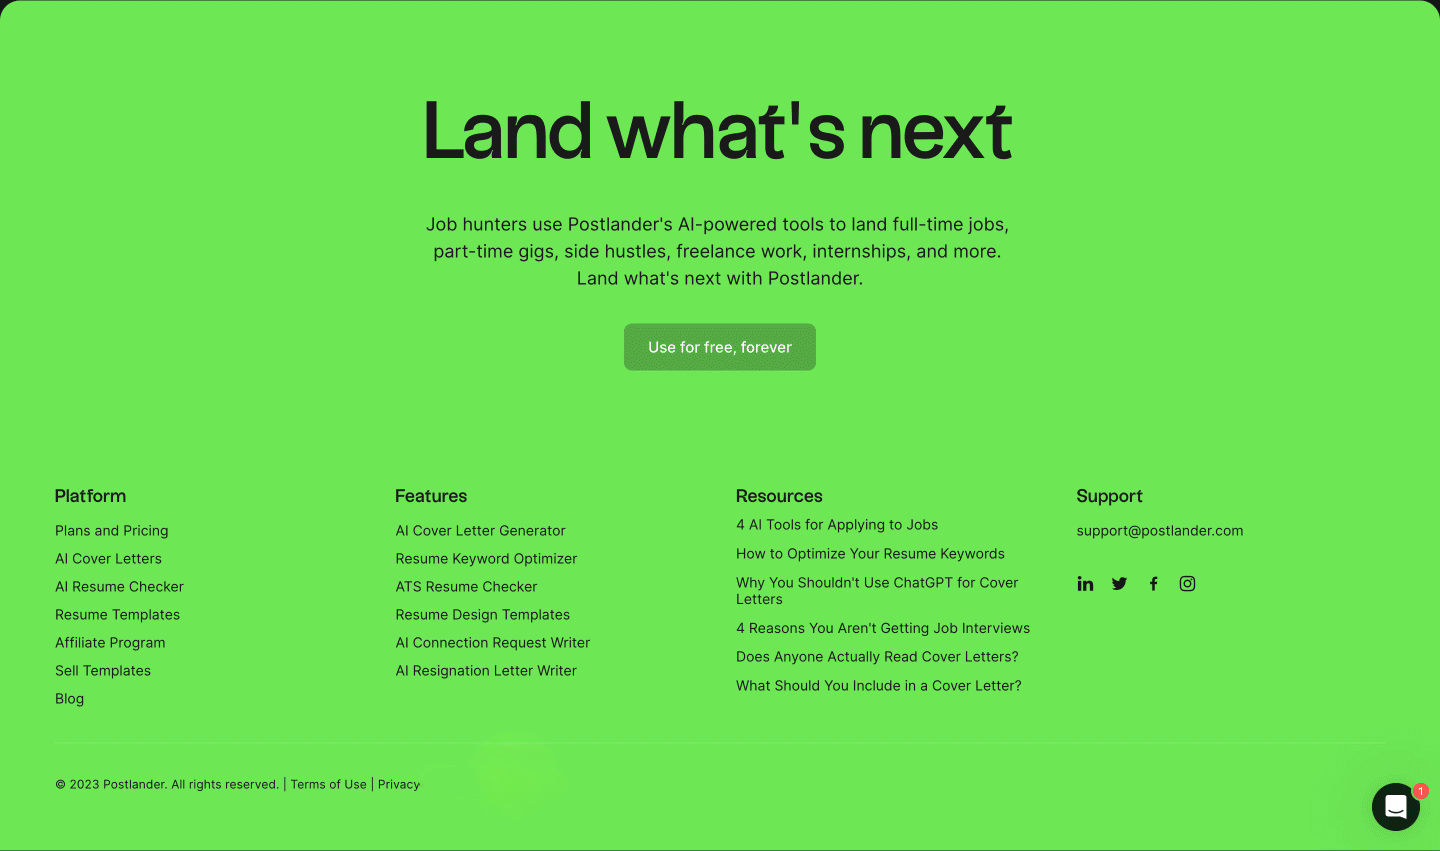 Land what's next
Job hunters use Postlander's AI-powered tools to land full-time jobs,
part-time gigs, side hustles, freelance work, internships, and more.
Land what's next with Postlander.
Use for free, forever
Platform
Plans and Pricing
AI Cover Letters
AI Resume Checker
Resume Templates
Affiliate Program
Sell Templates
Blog
Features
AI Cover Letter Generator
Resume Keyword Optimizer
ATS Resume Checker
Resume Design Templates
AI Connection Request Writer
AI Resignation Letter Writer
Resources
4 AI Tools for Applying to Jobs
How to Optimize Your Resume Keywords
Why You Shouldn't Use ChatGPT for Cover
Letters
4 Reasons You Aren't Getting Job Interviews
Does Anyone Actually Read Cover Letters?
What Should You Include in a Cover Letter?
Support
support@postlander.com
© 2023 Postlander. All rights reserved. | Terms of Use | Privacy
1